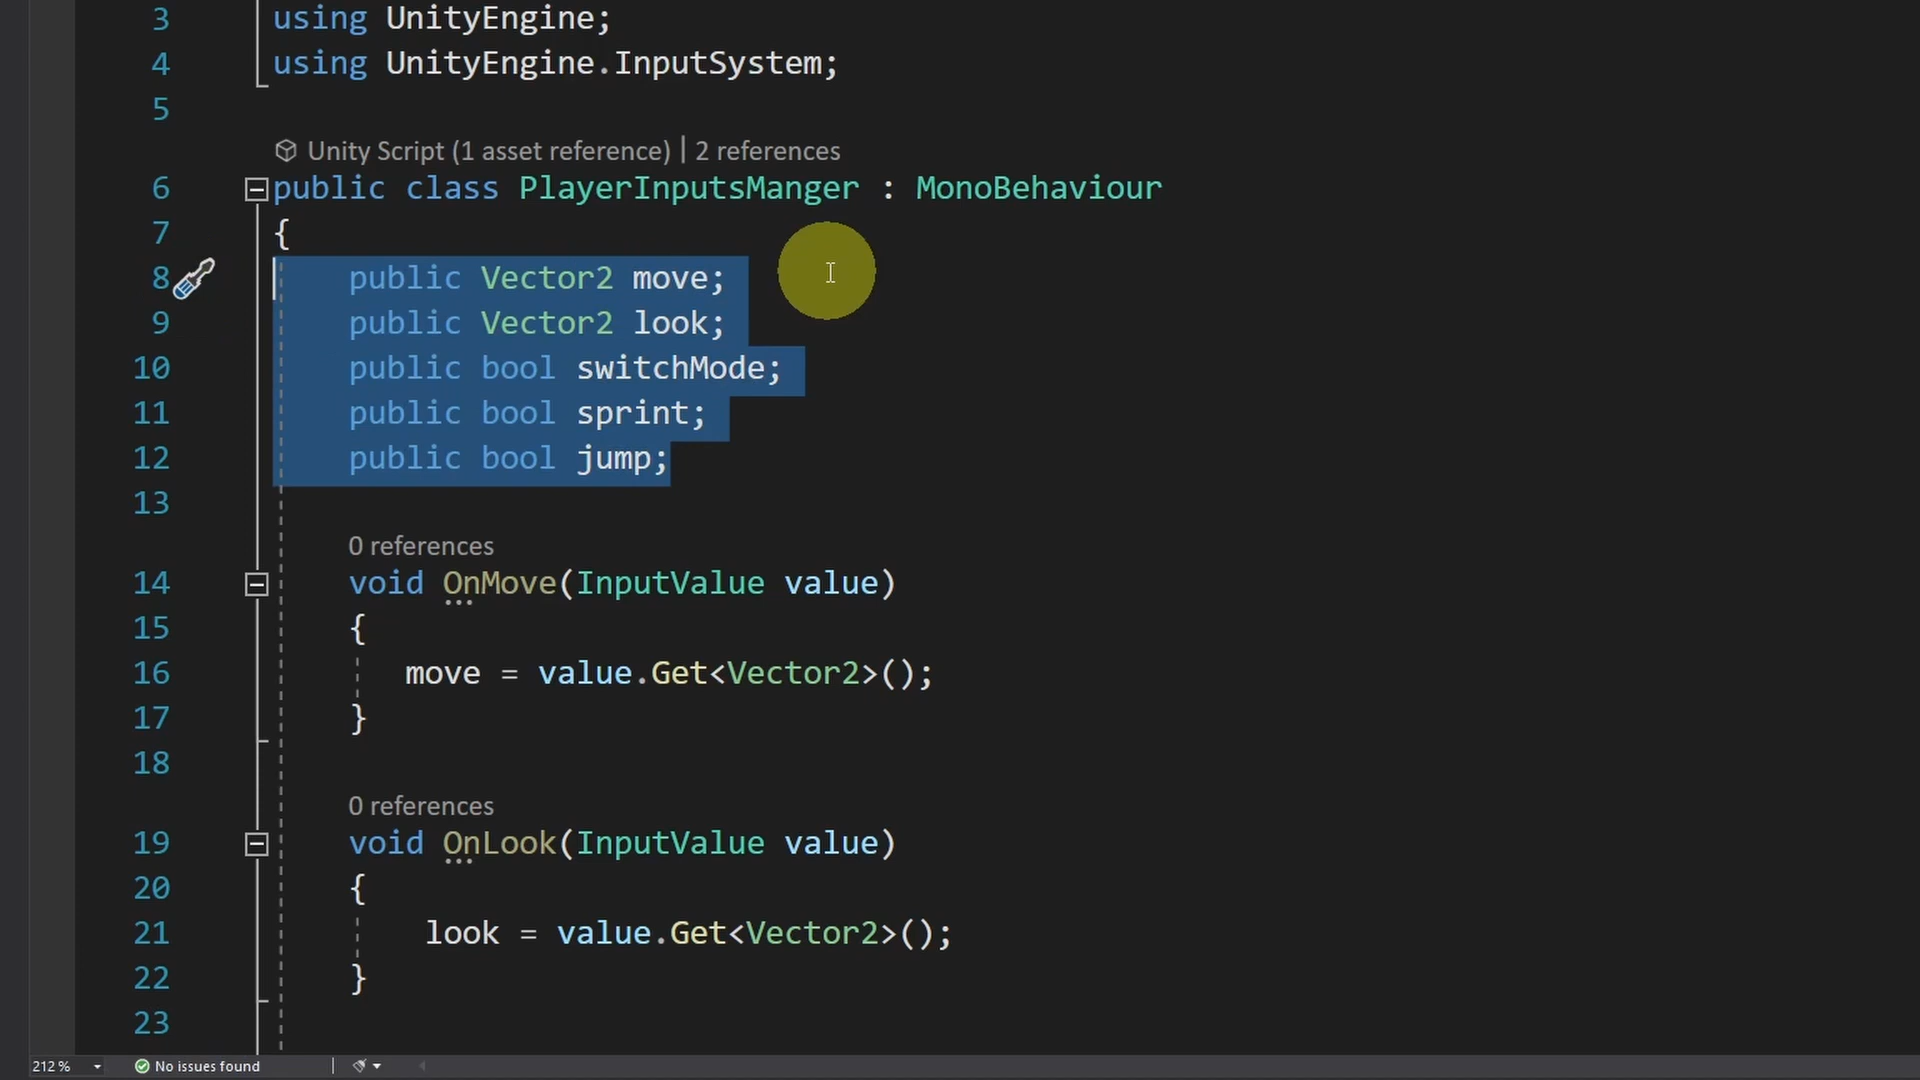 3 using UnityEngine;
4 using UnityEngine.InputSystem;
5
Unity Script (1 asset reference) | 2 references
6 public class PlayerInputsManger : MonoBehaviour
7 {
8 public Vector2 move;
9 public Vector2 look;
10 public bool switchMode;
11 public bool sprint;
12 public bool jump;
13
0 references
14 void OnMove(InputValue value)
15 {
16 move = value.Get<Vector2>();
17 }
18
0 references
19 void OnLook(InputValue value)
20 {
21 look = value.Get<Vector2>();
22 }
23
212 % No issues found